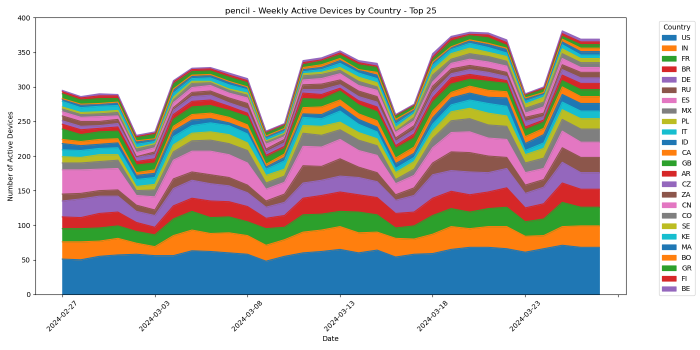 pencil - Weekly Active Devices by Country - Top 25
400
350
300
250
200
150
100
50
0
Number of Active Devices
2024-02-27
2024-03-03
2024-03-08
2024-03-13
2024-03-18
2024-03-23
Date
Country
US
IN
FR
BR
DE
RU
ES
MX
PL
IT
ID
CA
GB
AR
CZ
ZA
CN
CO
SE
KE
MA
BO
GR
FI
BE